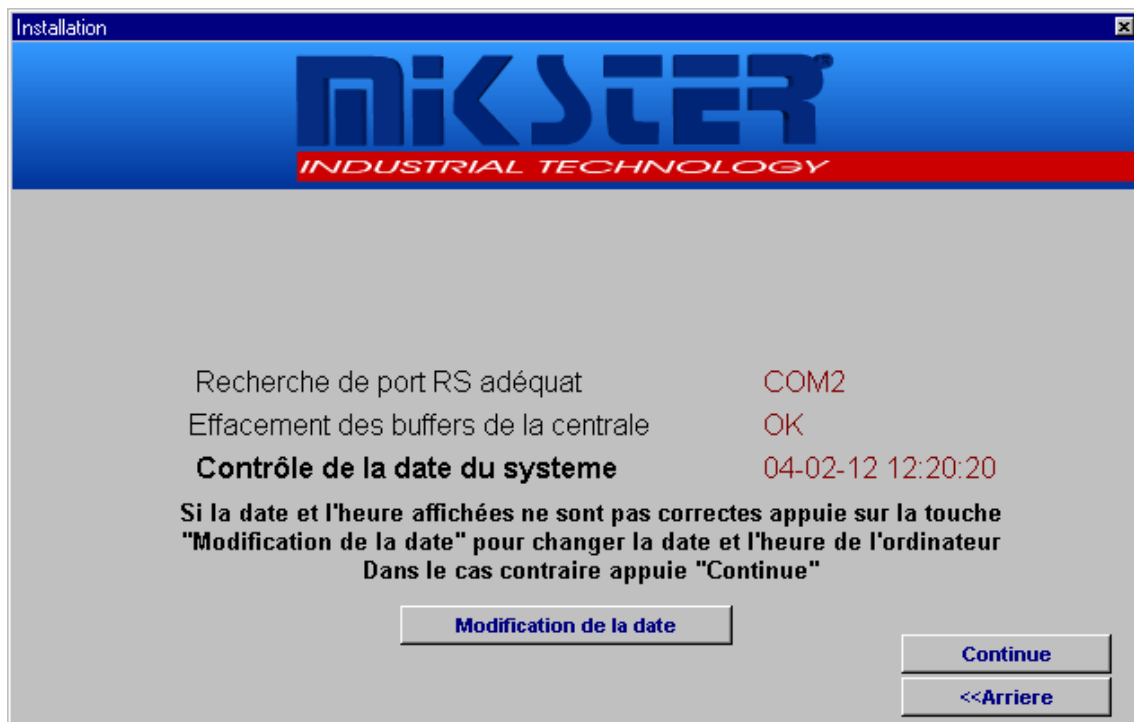 Installation
MiKSTER®
INDUSTRIAL TECHNOLOGY
Recherche de port RS adéquat COM2
Effacement des buffers de la centrale OK
Contrôle de la date du systeme 04-02-12 12:20:20
Si la date et l'heure affichées ne sont pas correctes appuie sur la touche
"Modification de la date" pour changer la date et l'heure de l'ordinateur
Dans le cas contraire appuie "Continue"
Modification de la date
Continue
<<Arriere